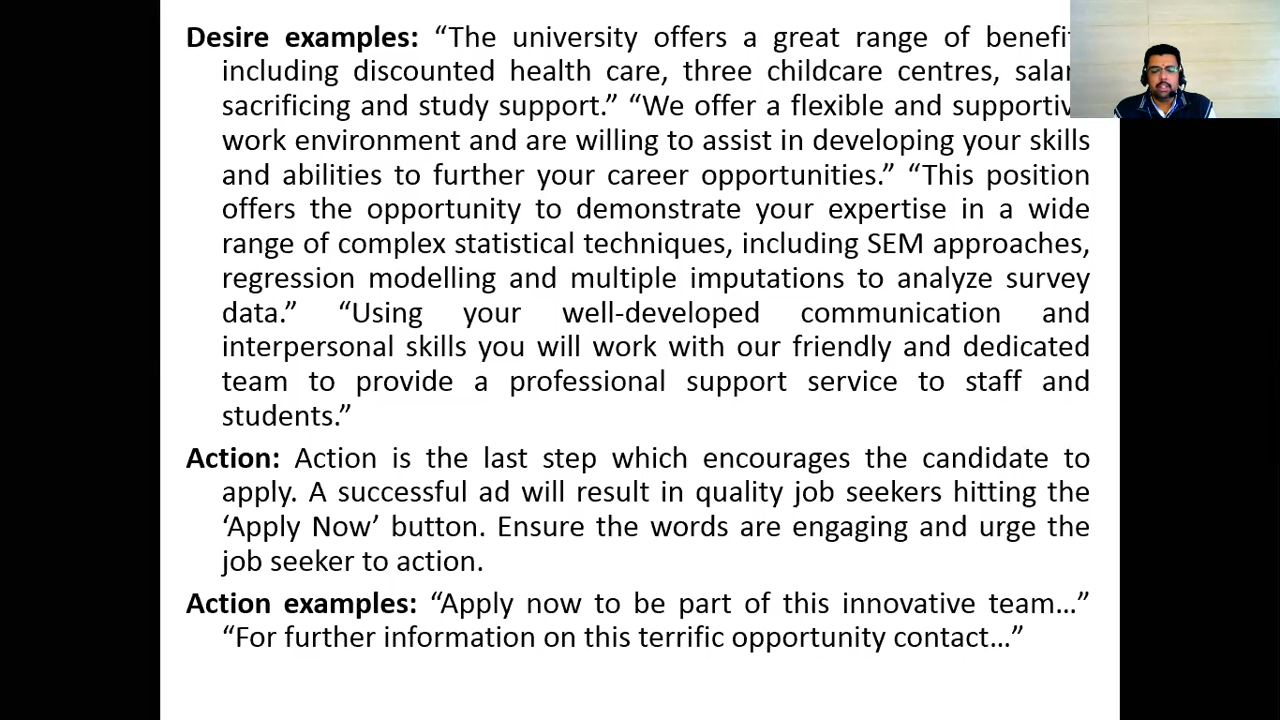 Desire examples: “The university offers a great range of benefi
including discounted health care, three childcare centres, salar
sacrificing and study support.” “We offer a flexible and supportiv
work environment and are willing to assist in developing your skills
and abilities to further your career opportunities.” “This position
offers the opportunity to demonstrate your expertise in a wide
range of complex statistical techniques, including SEM approaches,
regression modelling and multiple imputations to analyze survey
data.” “Using your well-developed communication and
interpersonal skills you will work with our friendly and dedicated
team to provide a professional support service to staff and
students.”
Action: Action is the last step which encourages the candidate to
apply. A successful ad will result in quality job seekers hitting the
‘Apply Now’ button. Ensure the words are engaging and urge the
job seeker to action.
Action examples: “Apply now to be part of this innovative team…”
“For further information on this terrific opportunity contact…”